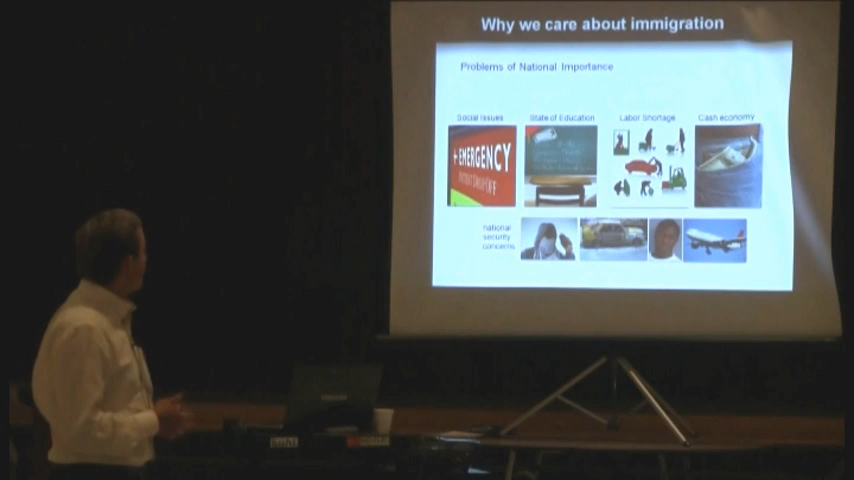 Why we care about immigration
Problems of National Importance
Social Issues
State of Education
Labor Shortage
Cash economy
+ EMERGENCY
national
security
concerns